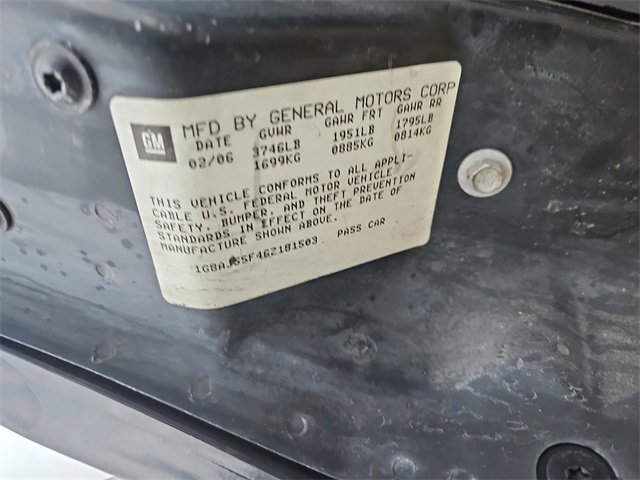 GM
MFD BY GENERAL MOTORS CORP
DATE GVWR GAWR FRT GAWR RR
02/06 3746LB 1951LB 1795LB
1699KG 0885KG 0814KG
THIS VEHICLE CONFORMS TO ALL APPLI-
CABLE U.S. FEDERAL MOTOR VEHICLE
SAFETY, BUMPER, AND THEFT PREVENTION
STANDARDS IN EFFECT ON THE DATE OF
MANUFACTURE SHOWN ABOVE.
PASS CAR